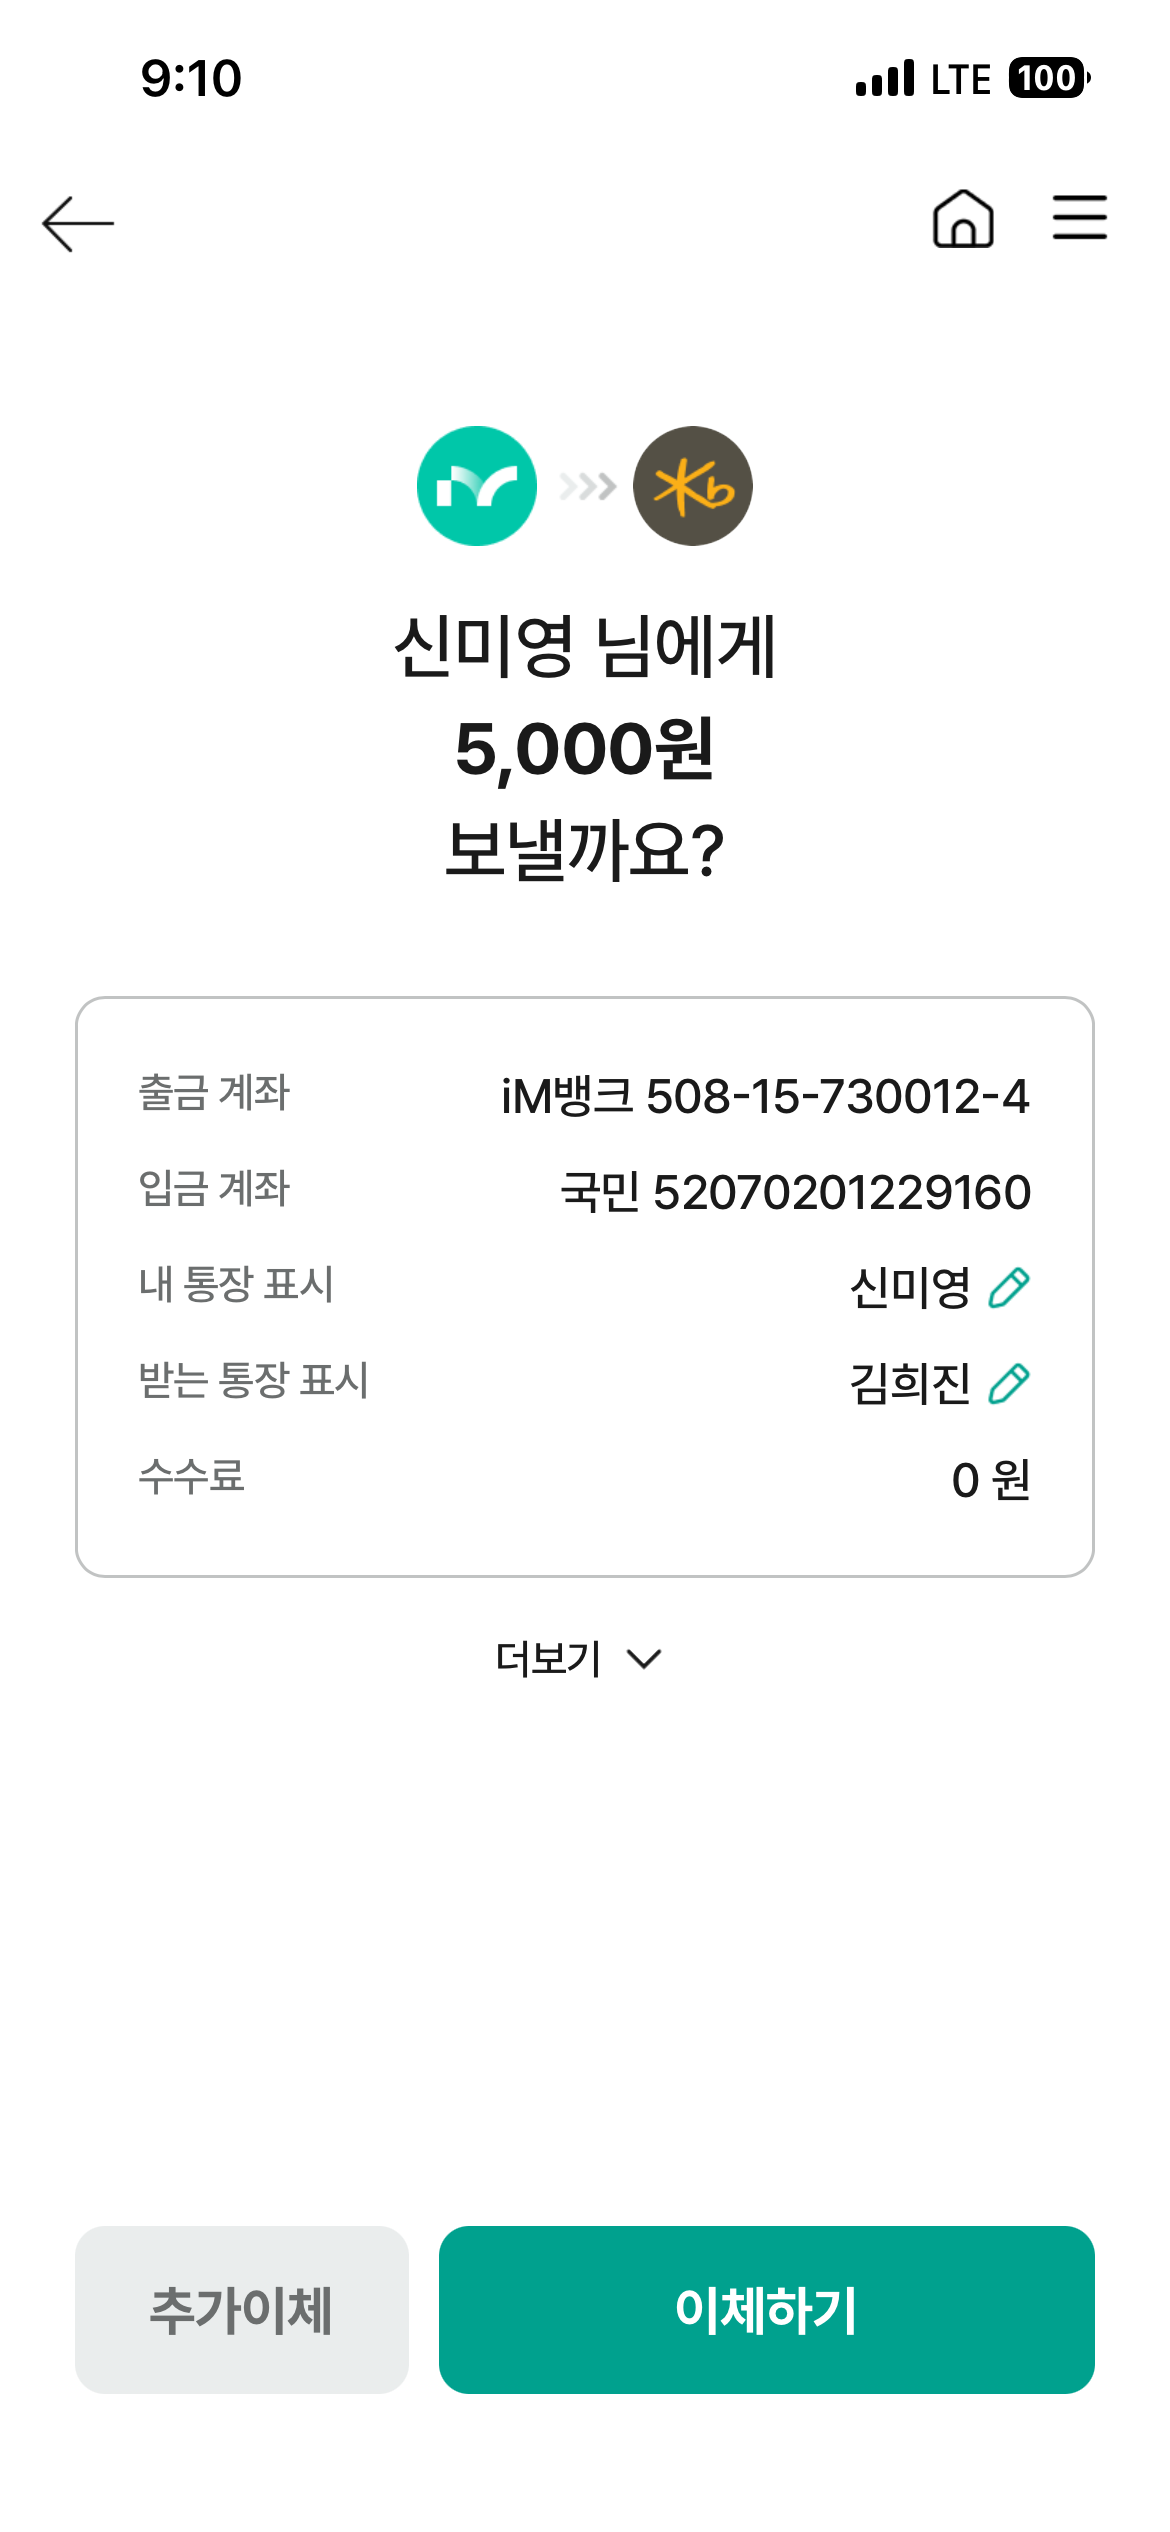 9:10 LTE 100
신미영 님에게
5,000원
보낼까요?
출금 계좌 iM뱅크 508-15-730012-4
입금 계좌 국민 52070201229160
내 통장 표시 신미영
받는 통장 표시 김희진
수수료 0 원
더보기
추가이체 이체하기